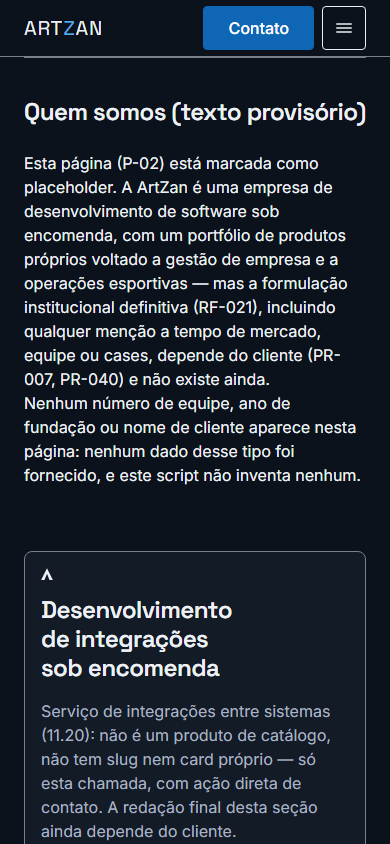 ARTZAN
Contato
Quem somos (texto provisório)
Esta página (P-02) está marcada como
placeholder. A ArtZan é uma empresa de
desenvolvimento de software sob
encomenda, com um portfólio de produtos
próprios voltado a gestão de empresa e a
operações esportivas — mas a formulação
institucional definitiva (RF-021), incluindo
qualquer menção a tempo de mercado,
equipe ou cases, depende do cliente (PR-
007, PR-040) e não existe ainda.
Nenhum número de equipe, ano de
fundação ou nome de cliente aparece nesta
página: nenhum dado desse tipo foi
fornecido, e este script não inventa nenhum.
Desenvolvimento
de integrações
sob encomenda
Serviço de integrações entre sistemas
(11.20): não é um produto de catálogo,
não tem slug nem card próprio — só
esta chamada, com ação direta de
contato. A redação final desta seção
ainda depende do cliente.